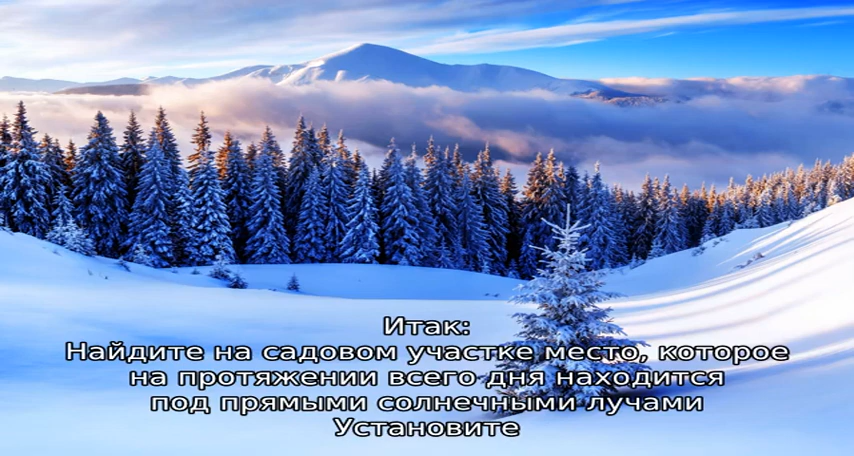 Итак:
Найдите на садовом участке место, которое
на протяжении всего дня находится
под прямыми солнечными лучами
Установите